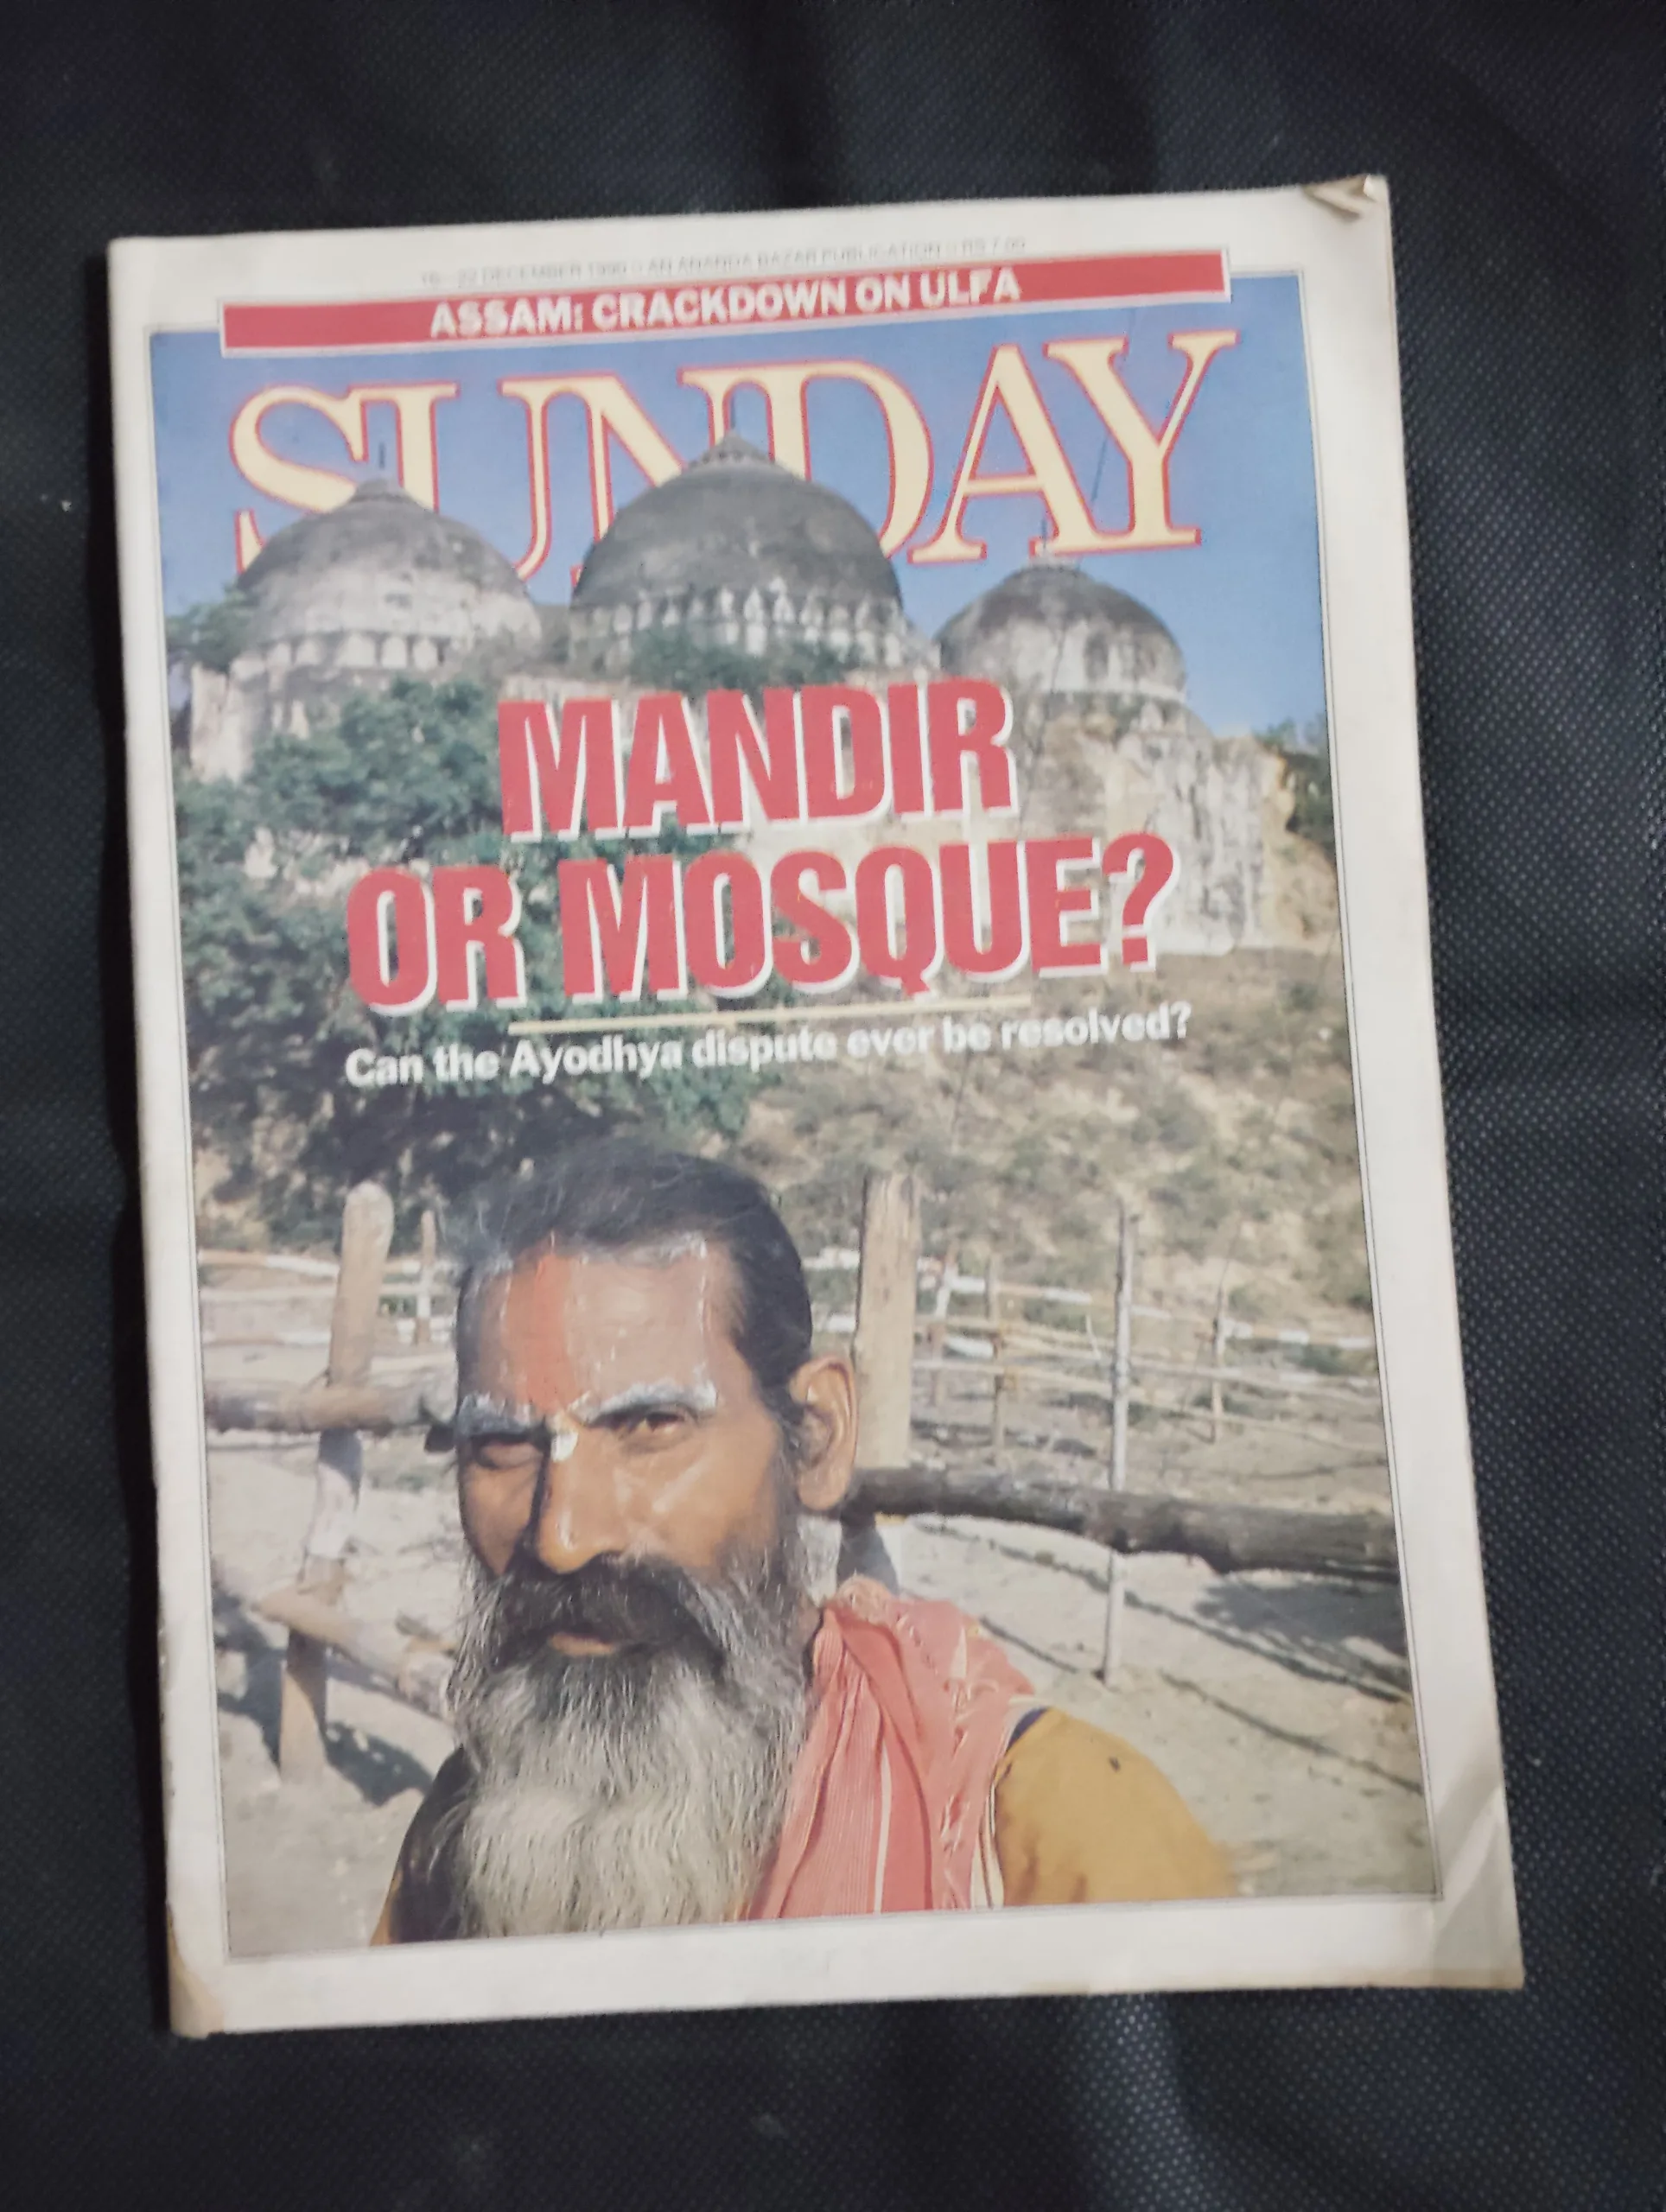 16—22 DECEMBER 1990 □ AN ANANDA BAZAR PUBLICATION □ RS 7.00
ASSAM: CRACKDOWN ON ULFA
SUNDAY
MANDIR
OR MOSQUE?
Can the Ayodhya dispute ever be resolved?